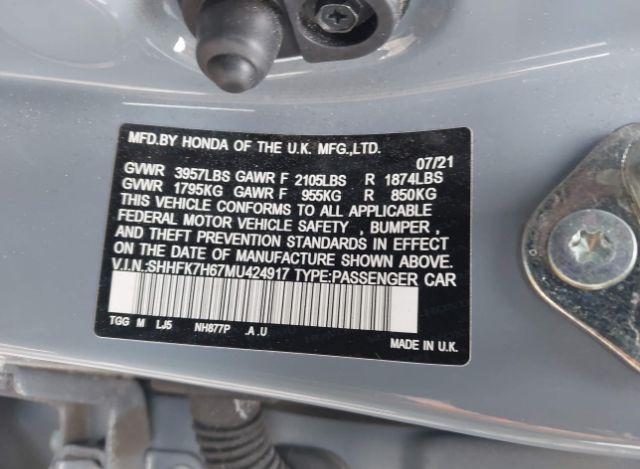 MFD.BY HONDA OF THE U.K. MFG.,LTD. 07/21
GVWR 3957LBS GAWR F 2105LBS R 1874LBS
GVWR 1795KG GAWR F 955KG R 850KG
THIS VEHICLE CONFORMS TO ALL APPLICABLE
FEDERAL MOTOR VEHICLE SAFETY , BUMPER ,
AND THEFT PREVENTION STANDARDS IN EFFECT
ON THE DATE OF MANUFACTURE SHOWN ABOVE.
V.I.N.:SHHFK7H67MU424917 TYPE:PASSENGER CAR
TGG M LJ5 NH877P .A .U
MADE IN U.K.